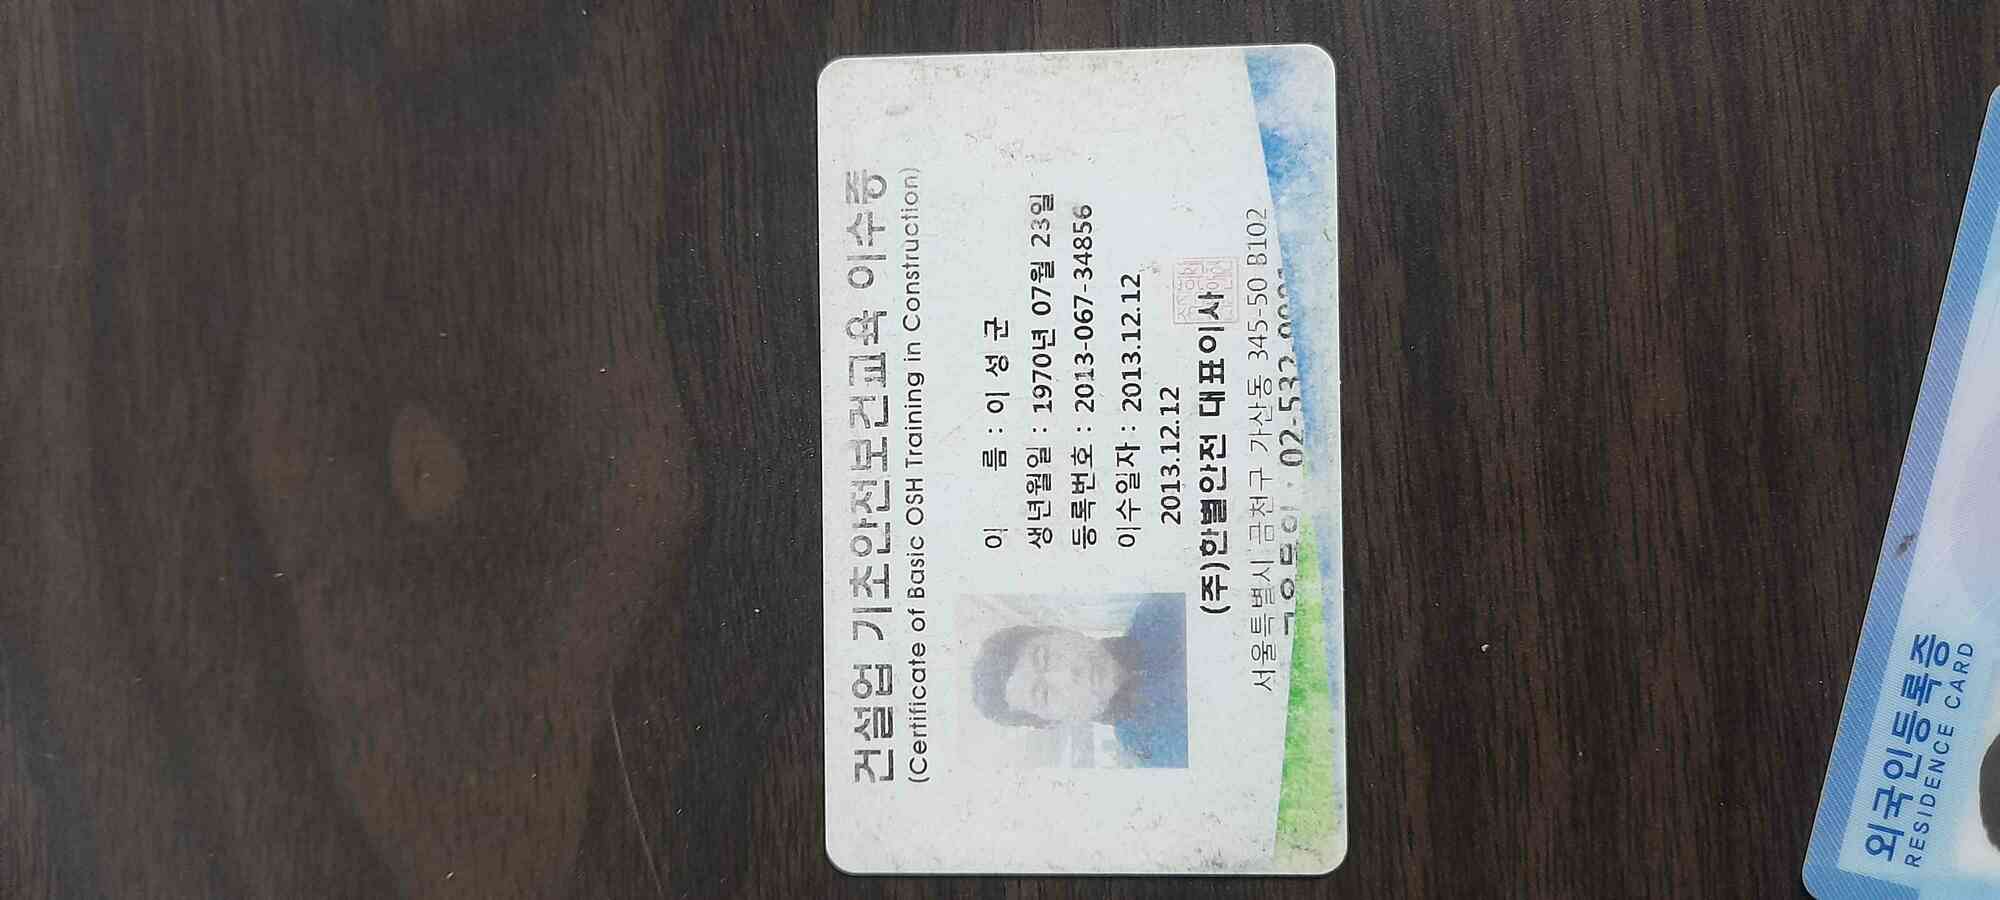 건설업 기초안전보건교육 이수증
(Certificate of Basic OSH Training in Construction)
이 름 : 이 성 균
생년월일 : 1970년 07월 23일
등록번호 : 2013-067-34856
이수일자 : 2013.12.12
2013.12.12
(주)한별안전 대표이사
서울특별시 금천구 가산동 345-50 B102
02-532-
외국인등록증
RESIDENCE CARD